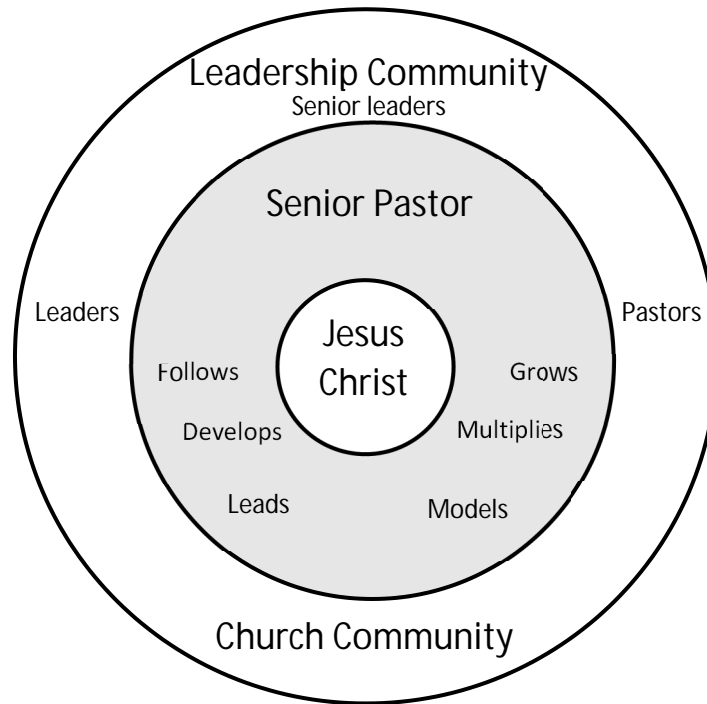 Leadership Community
Senior leaders
Senior Pastor
Leaders
Pastors
Jesus
Christ
Follows
Grows
Develops
Multiplies
Leads
Models
Church Community